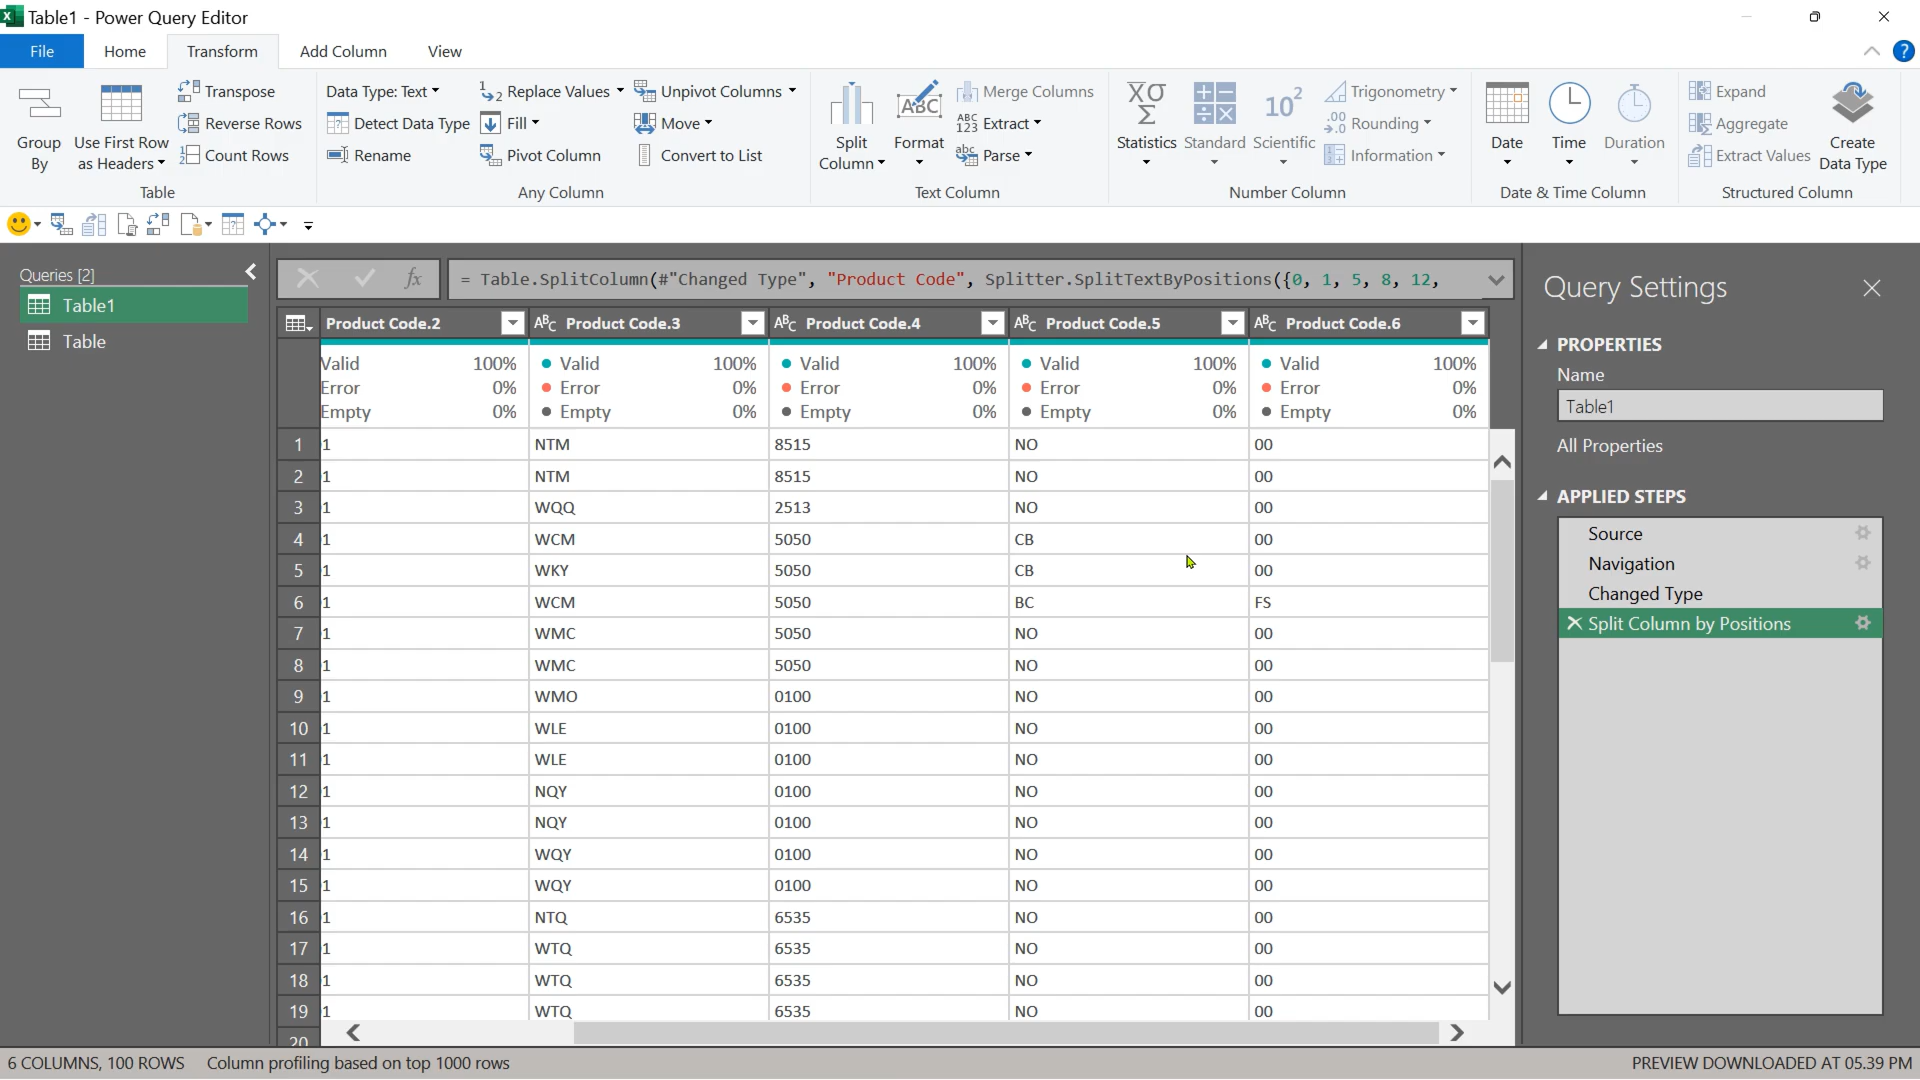 Table1 - Power Query Editor
File Home Transform Add Column View ?
Group By
Use First Row as Headers
Transpose
Reverse Rows
Count Rows
Table
Data Type: Text
Detect Data Type
Rename
Replace Values
Fill
Pivot Column
Unpivot Columns
Move
Convert to List
Any Column
Split Column
Format
Merge Columns
Extract
Parse
Text Column
Statistics
Standard
Scientific
Trigonometry
Rounding
Information
Number Column
Date
Time
Duration
Date & Time Column
Expand
Aggregate
Extract Values
Create Data Type
Structured Column
Queries [2]
Table1
Table
fx = Table.SplitColumn(#"Changed Type", "Product Code", Splitter.SplitTextByPositions({0, 1, 5, 8, 12,
Product Code.2 ABC Product Code.3 ABC Product Code.4 ABC Product Code.5 ABC Product Code.6
Valid 100% Valid 100% Valid 100% Valid 100% Valid 100%
Error 0% Error 0% Error 0% Error 0% Error 0%
Empty 0% Empty 0% Empty 0% Empty 0% Empty 0%
1 1 NTM 8515 NO 00
2 1 NTM 8515 NO 00
3 1 WQQ 2513 NO 00
4 1 WCM 5050 CB 00
5 1 WKY 5050 CB 00
6 1 WCM 5050 BC FS
7 1 WMC 5050 NO 00
8 1 WMC 5050 NO 00
9 1 WMO 0100 NO 00
10 1 WLE 0100 NO 00
11 1 WLE 0100 NO 00
12 1 NQY 0100 NO 00
13 1 NQY 0100 NO 00
14 1 WQY 0100 NO 00
15 1 WQY 0100 NO 00
16 1 NTQ 6535 NO 00
17 1 WTQ 6535 NO 00
18 1 WTQ 6535 NO 00
19 1 WTQ 6535 NO 00
20
Query Settings
PROPERTIES
Name
Table1
All Properties
APPLIED STEPS
Source
Navigation
Changed Type
Split Column by Positions
6 COLUMNS, 100 ROWS Column profiling based on top 1000 rows PREVIEW DOWNLOADED AT 05.39 PM